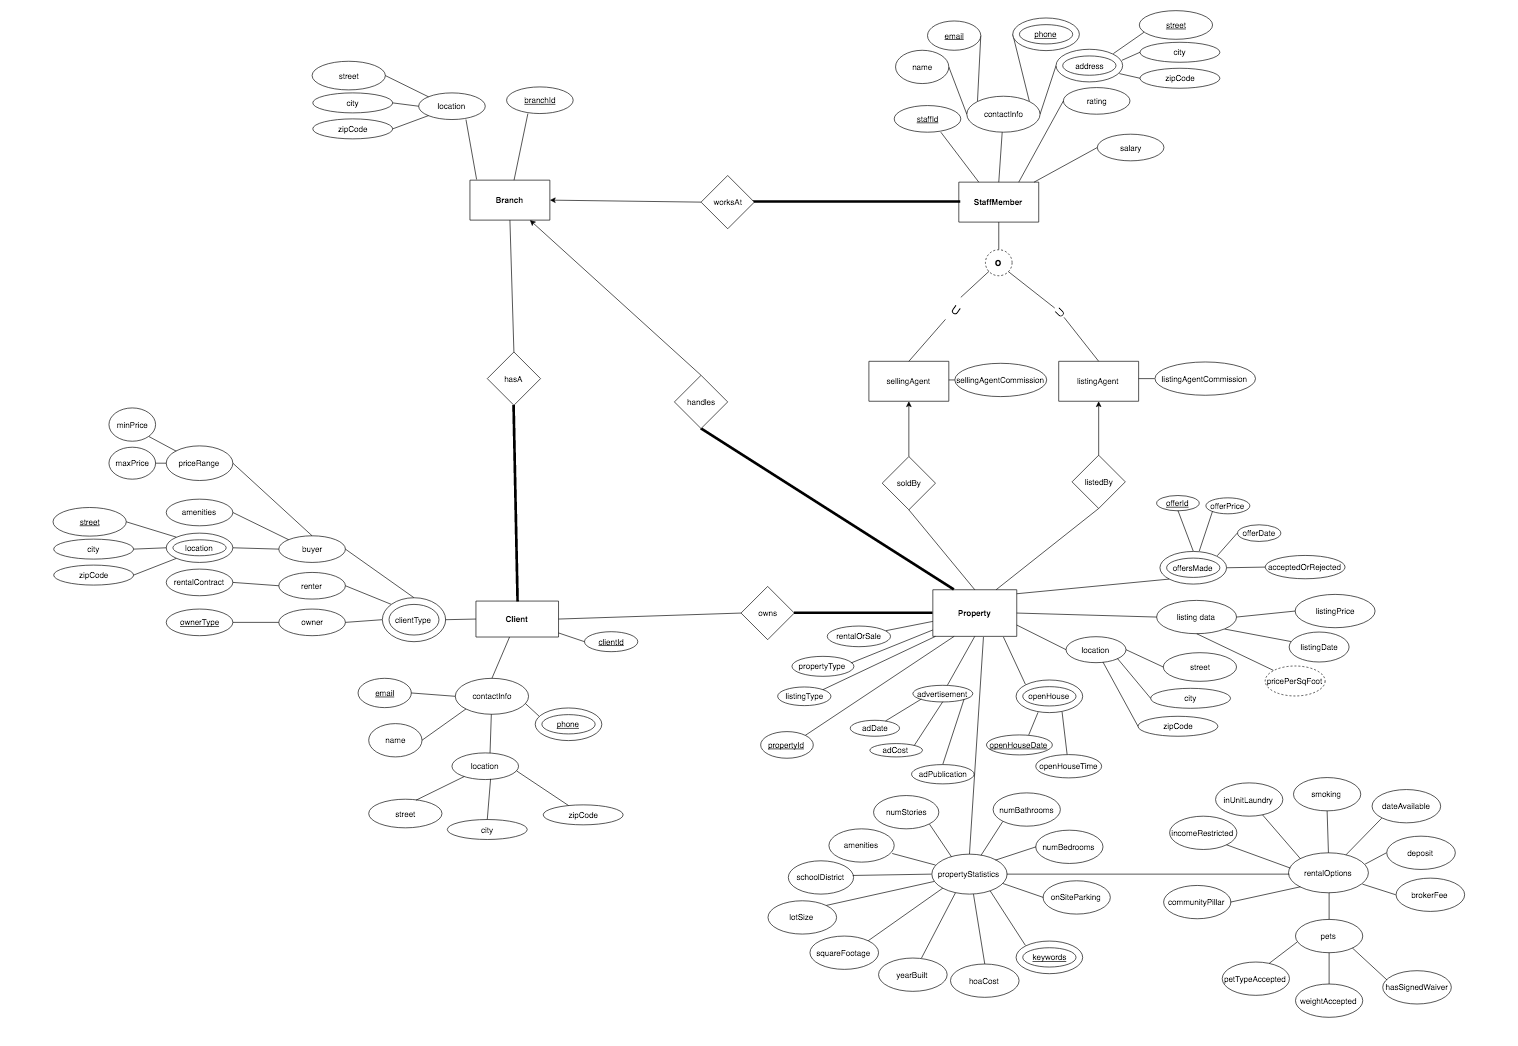 street
city
zipCode
location
branchId
Branch
worksAt
email
phone
name
contactInfo
staffId
address
street
city
zipCode
rating
salary
StaffMember
o
U
U
sellingAgent
sellingAgentCommission
listingAgent
listingAgentCommission
hasA
handles
soldBy
listedBy
minPrice
maxPrice
priceRange
amenities
street
city
zipCode
location
buyer
rentalContract
renter
ownerType
owner
clientType
Client
clientId
owns
Property
offerId
offerPrice
offerDate
offersMade
acceptedOrRejected
listing data
listingPrice
listingDate
pricePerSqFoot
location
street
city
zipCode
rentalOrSale
propertyType
listingType
propertyId
advertisement
adDate
adCost
adPublication
openHouse
openHouseDate
openHouseTime
email
contactInfo
name
phone
location
street
city
zipCode
numStories
numBathrooms
amenities
numBedrooms
schoolDistrict
propertyStatistics
lotSize
onSiteParking
squareFootage
yearBuilt
hoaCost
keywords
inUnitLaundry
smoking
dateAvailable
incomeRestricted
deposit
rentalOptions
communityPillar
brokerFee
pets
petTypeAccepted
weightAccepted
hasSignedWaiver